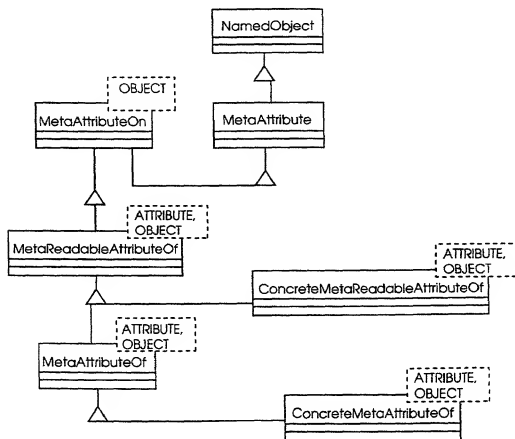 NamedObject
OBJECT
MetaAttributeOn
MetaAttribute
ATTRIBUTE,
OBJECT
MetaReadableAttributeOf
ATTRIBUTE,
OBJECT
ConcreteMetaReadableAttributeOf
ATTRIBUTE,
OBJECT
MetaAttributeOf
ATTRIBUTE,
OBJECT
ConcreteMetaAttributeOf